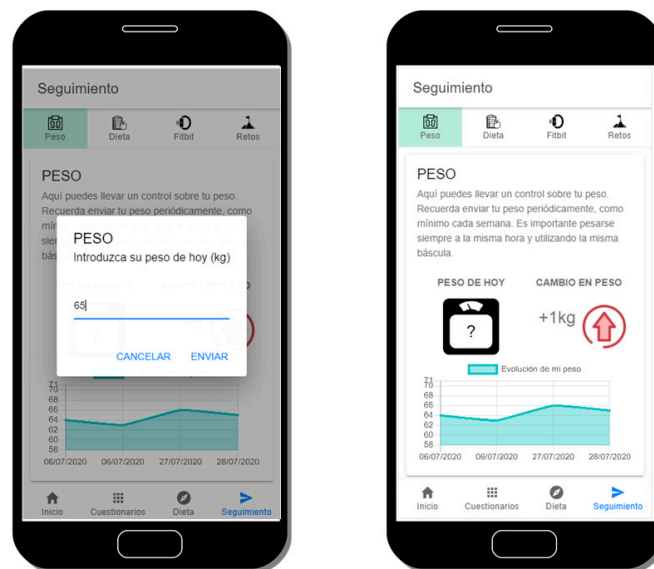 Seguimiento
Peso
Dieta
Fitbit
Retos
PESO
Aquí puedes llevar un control sobre tu peso.
Recuerda enviar tu peso periódicamente, como
PESO
Introduzca su peso de hoy (kg)
65
CANCELAR ENVIAR
71
70
68
66
64
62
60
58
06/07/2020 06/07/2020 27/07/2020 28/07/2020
Inicio
Cuestionarios
Dieta
Seguimiento
Seguimiento
Peso
Dieta
Fitbit
Retos
PESO
Aquí puedes llevar un control sobre tu peso.
Recuerda enviar tu peso periódicamente, como
mínimo cada semana. Es importante pesarse
siempre a la misma hora y utilizando la misma
báscula.
PESO DE HOY
CAMBIO EN PESO
?
+1kg
Evolución de mi peso
71
70
68
66
64
62
60
58
06/07/2020 06/07/2020 27/07/2020 28/07/2020
Inicio
Cuestionarios
Dieta
Seguimiento